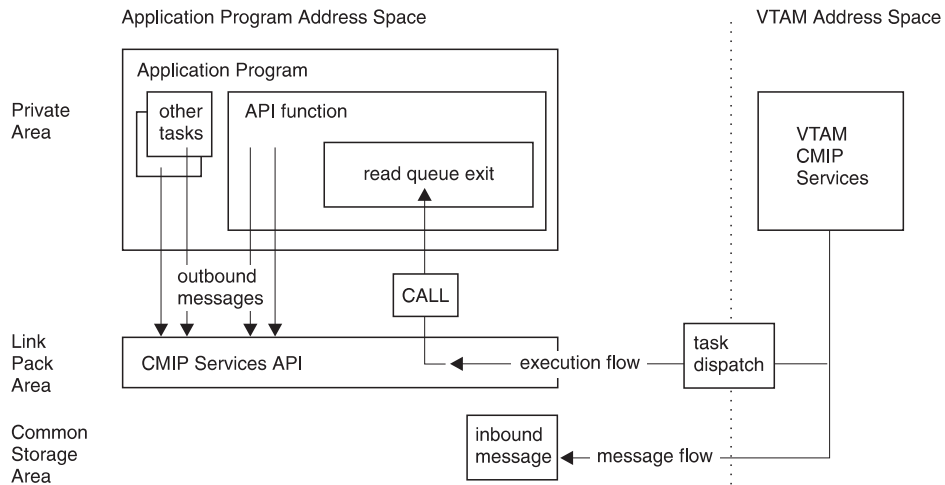 Application Program Address Space
VTAM Address Space
Application Program
Private
Area
other
tasks
API function
read queue exit
VTAM
CMIP
Services
outbound
messages
CALL
Link
Pack
Area
CMIP Services API
execution flow
task
dispatch
Common
Storage
Area
inbound
message
message flow